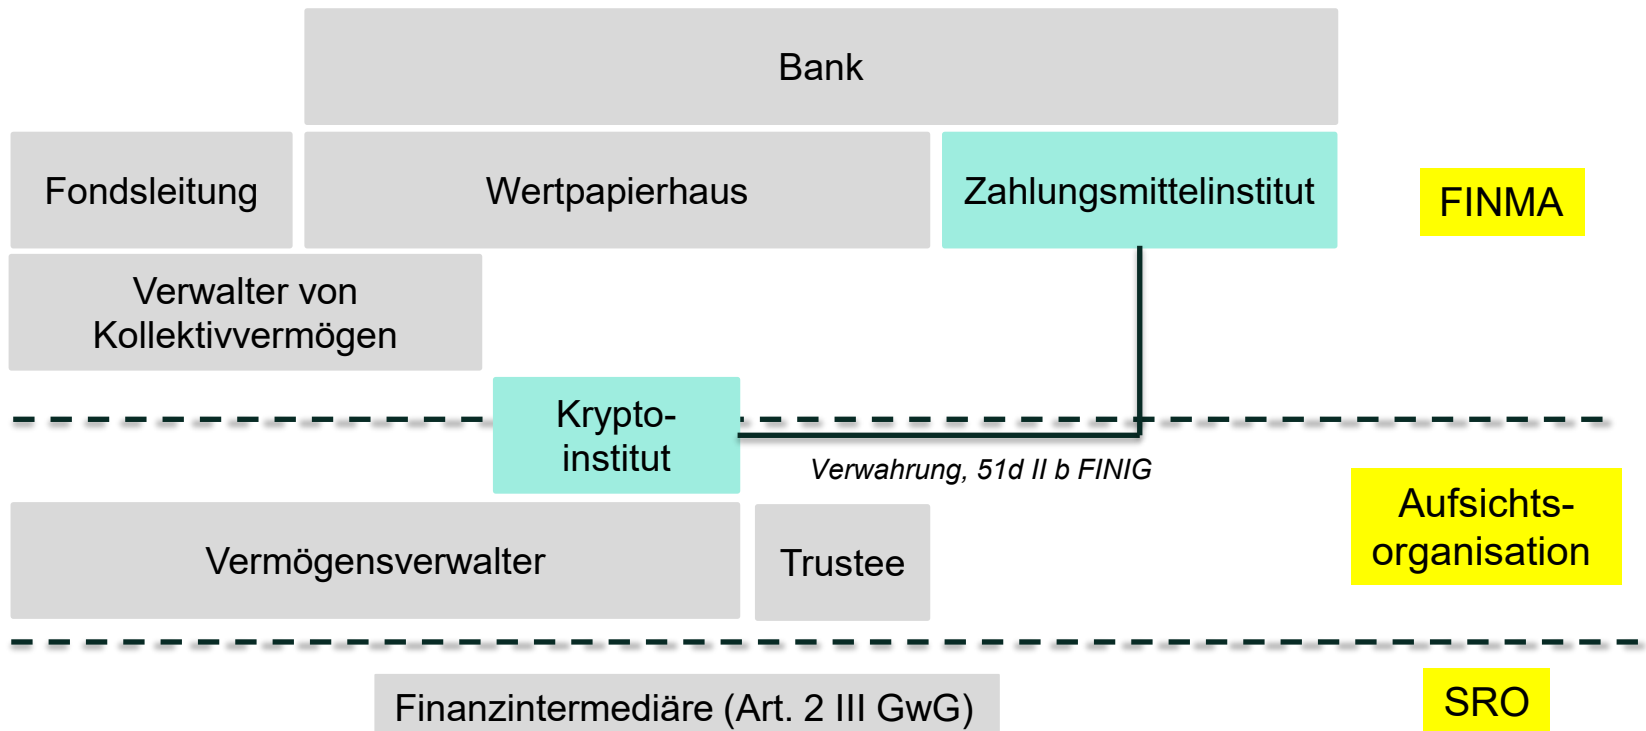 Bank
Fondsleitung
Wertpapierhaus
Zahlungsmittelinstitut
FINMA
Verwalter von
Kollektivvermögen
Krypto-
institut
Verwahrung, 51d II b FINIG
Aufsichts-
organisation
Vermögensverwalter
Trustee
Finanzintermediäre (Art. 2 III GwG)
SRO